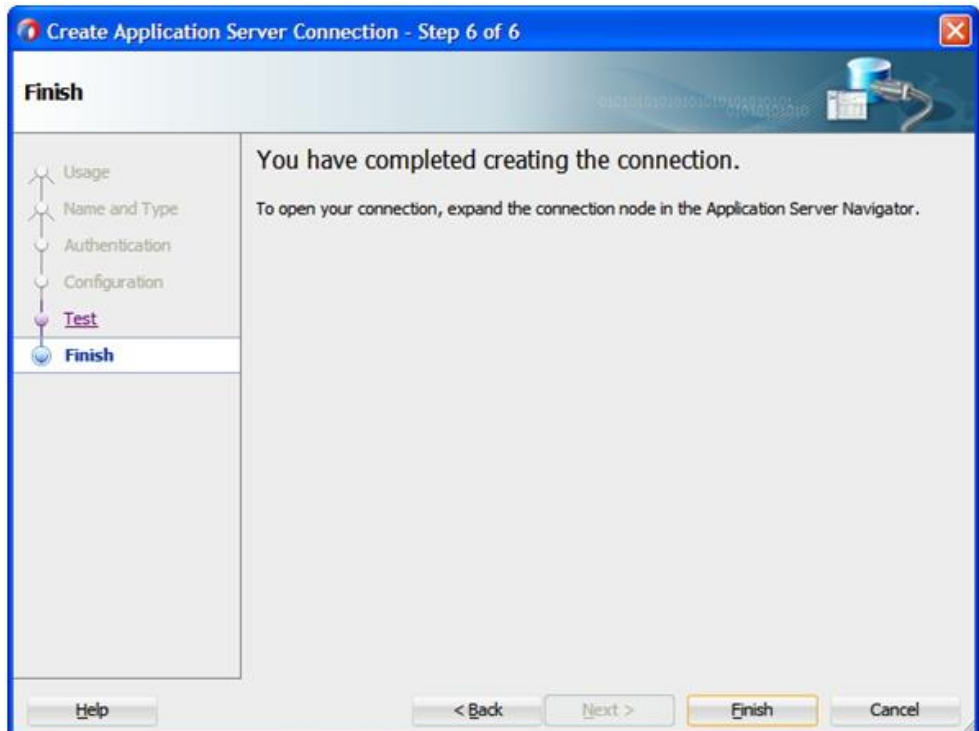 Create Application Server Connection - Step 6 of 6
Finish
Usage
Name and Type
Authentication
Configuration
Test
Finish
You have completed creating the connection.
To open your connection, expand the connection node in the Application Server Navigator.
Help
< Back
Next >
Finish
Cancel